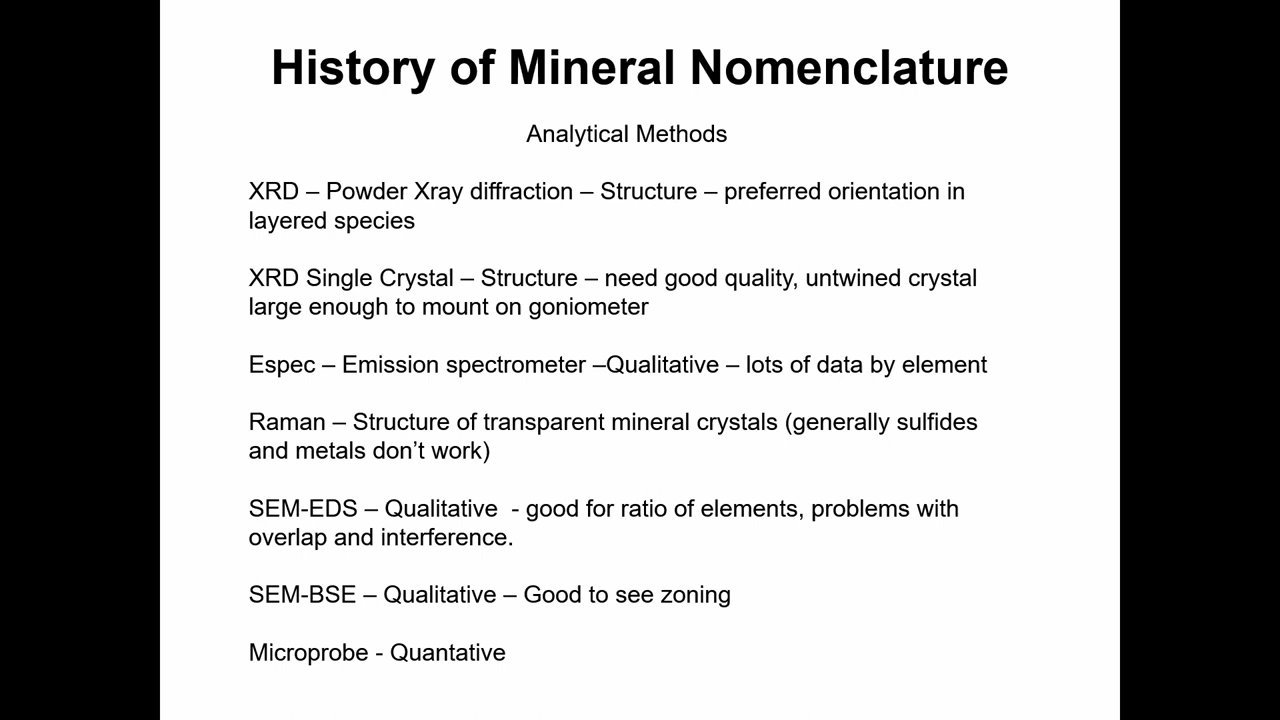 History of Mineral Nomenclature
Analytical Methods
XRD – Powder Xray diffraction – Structure – preferred orientation in
layered species
XRD Single Crystal – Structure – need good quality, untwined crystal
large enough to mount on goniometer
Espec – Emission spectrometer –Qualitative – lots of data by element
Raman – Structure of transparent mineral crystals (generally sulfides
and metals don’t work)
SEM-EDS – Qualitative  - good for ratio of elements, problems with
overlap and interference.
SEM-BSE – Qualitative – Good to see zoning
Microprobe - Quantative